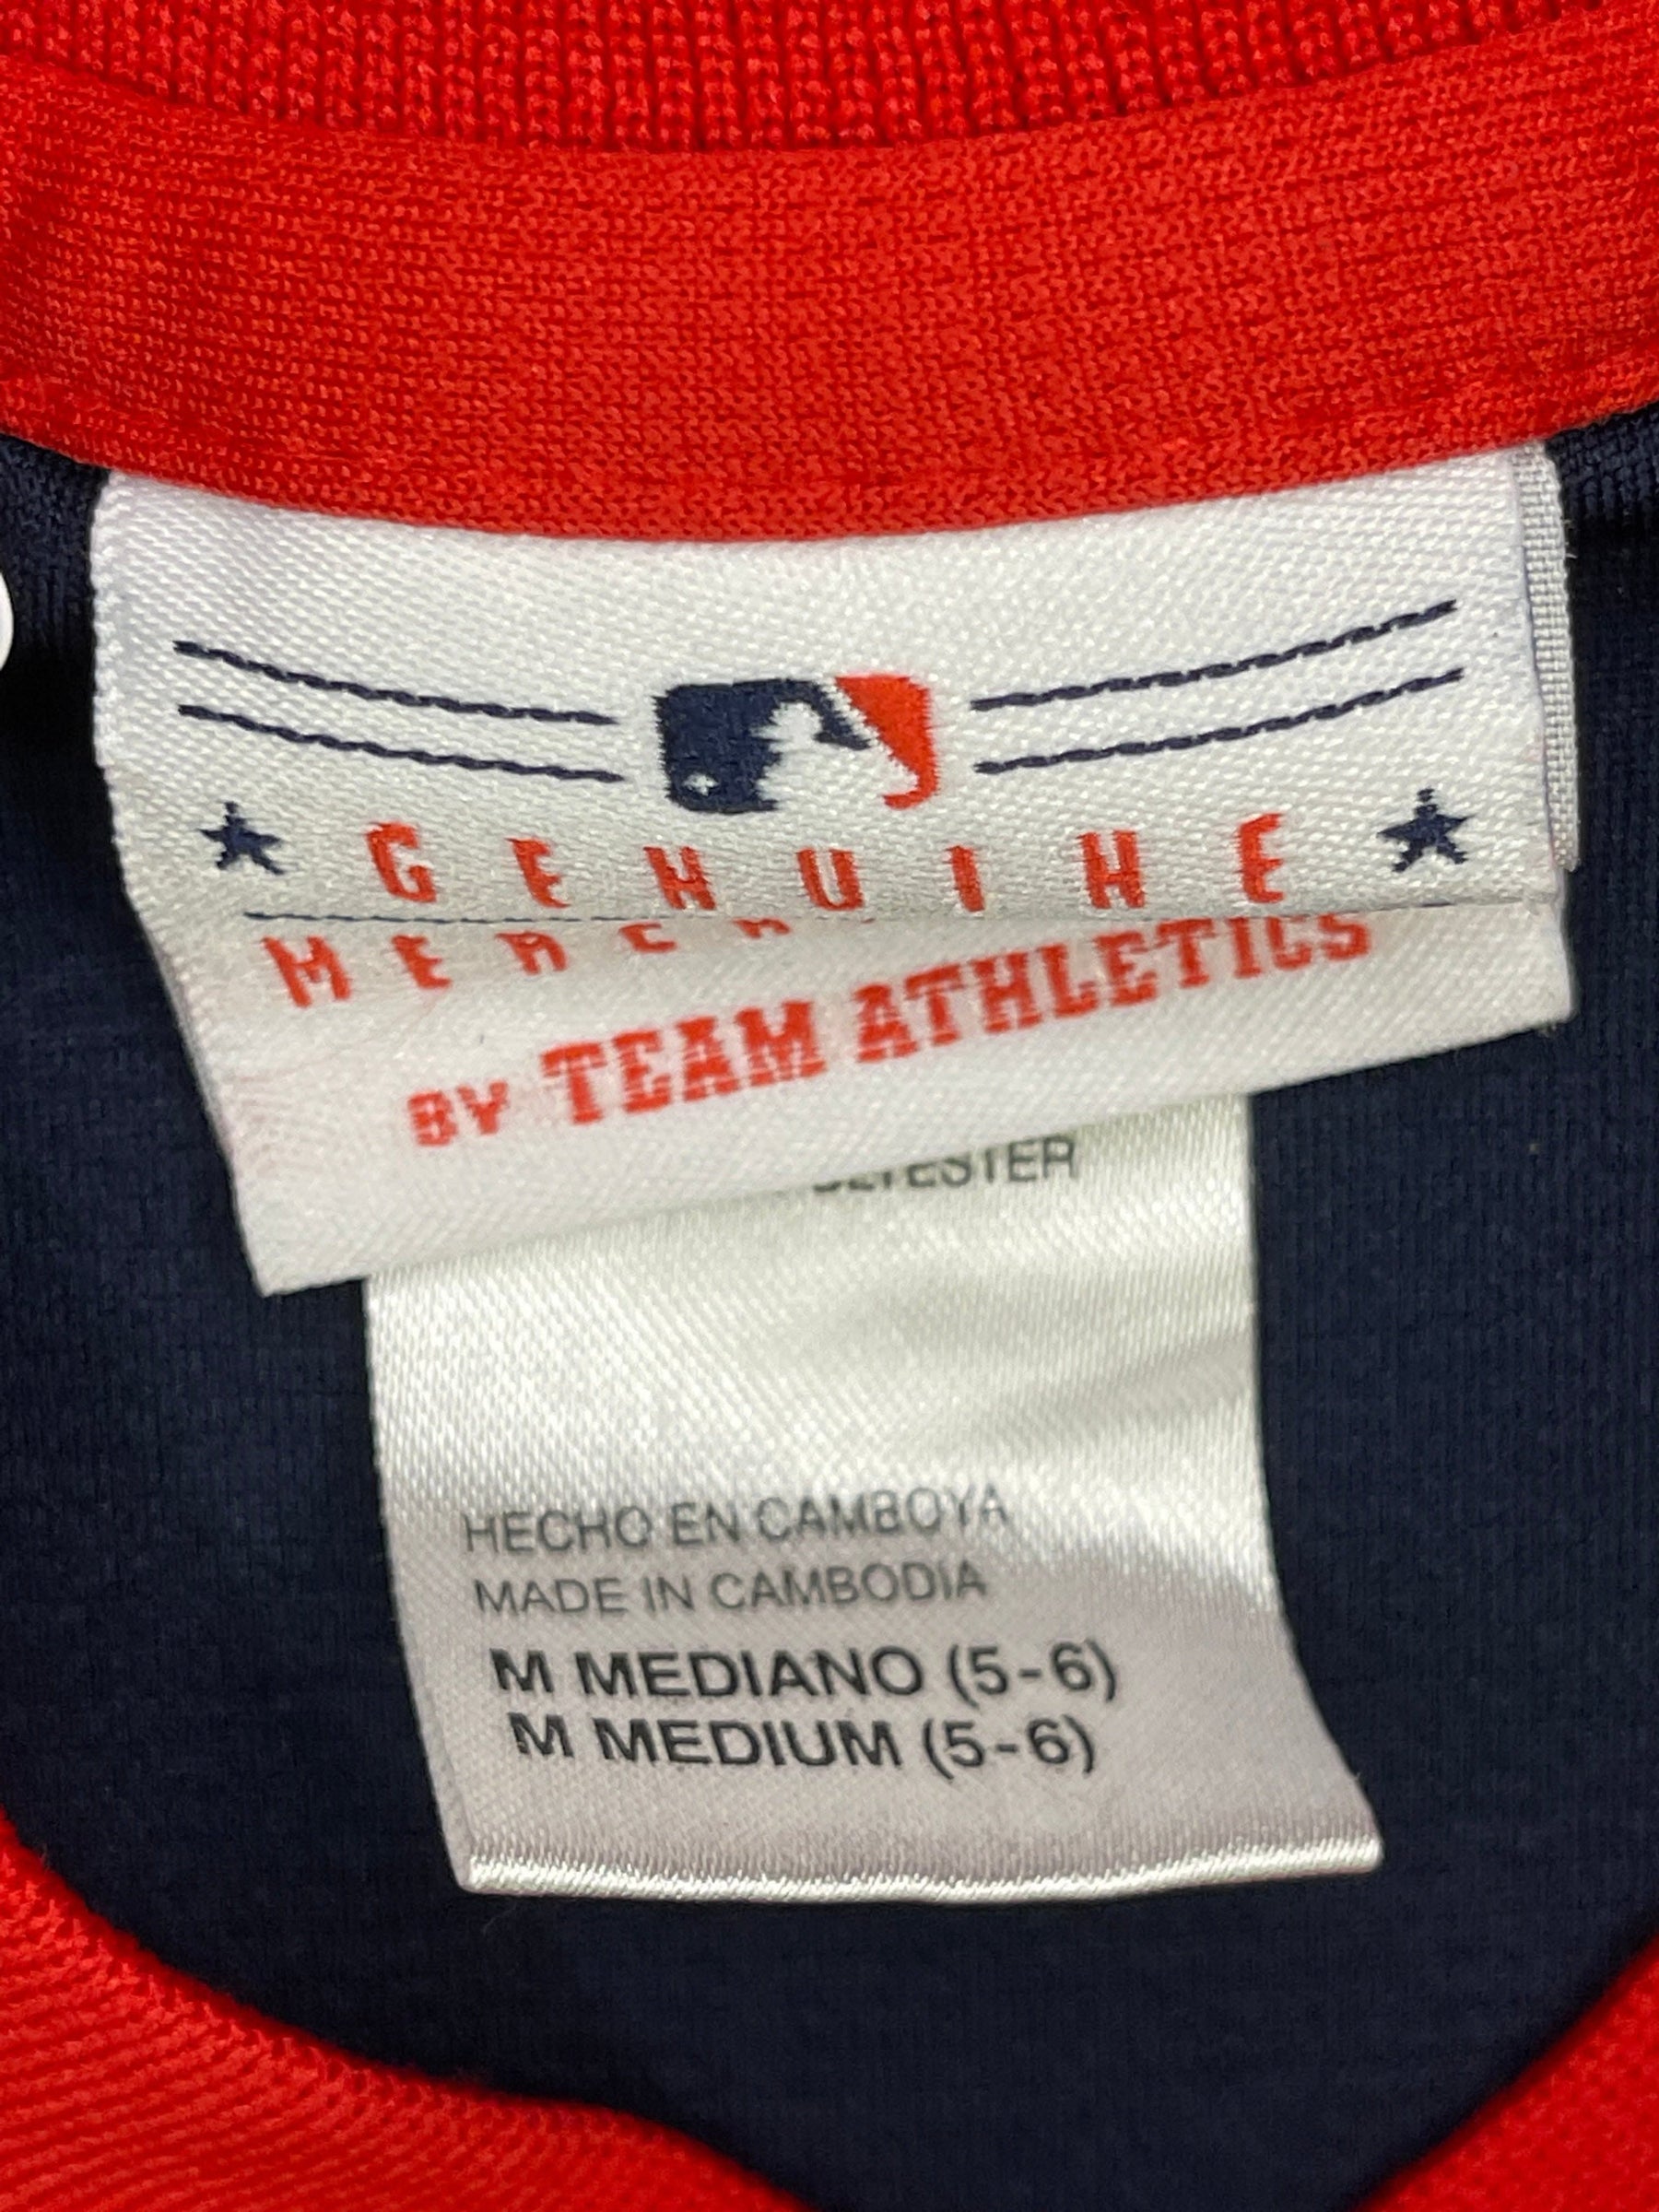 GENUINE
BY TEAM ATHLETICS
HECHO EN CAMBOYA
MADE IN CAMBODIA
M MEDIANO (5-6)
M MEDIUM (5-6)